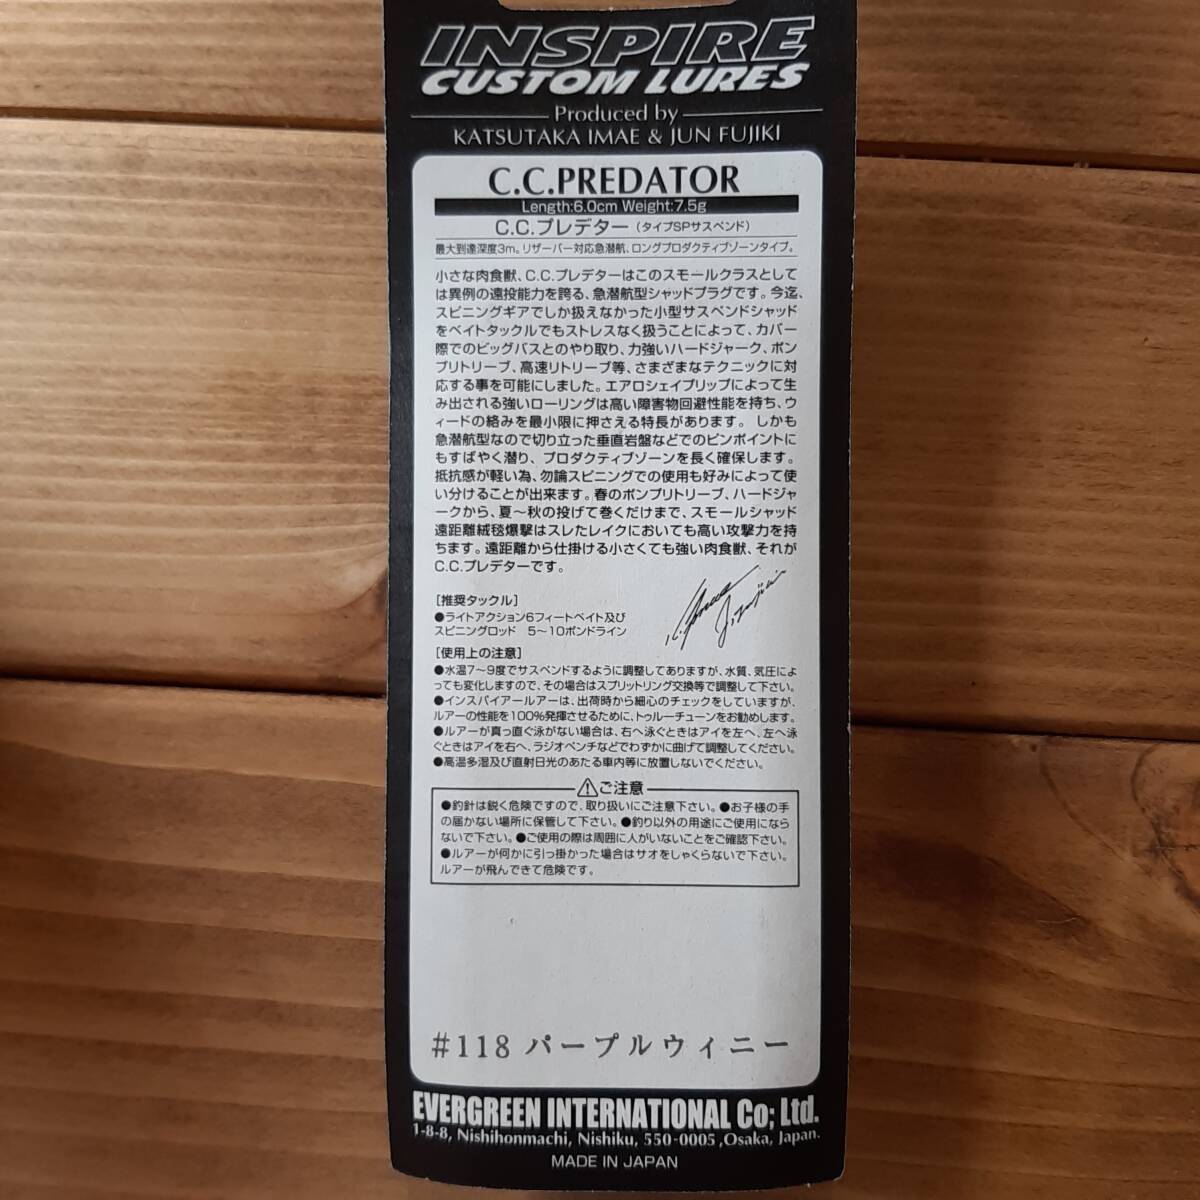 INSPIRE
CUSTOM LURES
Produced by
KATSUTAKA IMAE & JUN FUJIKI
C.C.PREDATOR
Length:6.0cm Weight:7.5g
C.C.プレデター (タイプSPサスペンド)
最大到達深度3m。リザーバー対応急潜航、ロングプロダクティブゾーンタイプ。
小さな肉食獣、C.C.プレデターはこのスモールクラスとして
は異例の遠投能力を誇る、急潜航型シャッドプラグです。今迄、
スピニングギアでしか扱えなかった小型サスペンドシャッド
をベイトタックルでもストレスなく扱うことによって、カバー
際でのビッグバスとのやり取り、力強いハードジャーク、ポン
プリトリーブ、高速リトリーブ等、さまざまなテクニックに対
応する事を可能にしました。エアロシェイプリップによって生
み出される強いローリングは高い障害物回避性能を持ち、ウ
ィードの絡みを最小限に押さえる特長があります。しかも
急潜航型なので切り立った垂直岩盤などでのピンポイントに
もすばやく潜り、プロダクティブゾーンを長く確保します。
抵抗感が軽い為、勿論スピニングでの使用も好みによって使
い分けることが出来ます。春のポンプリトリーブ、ハードジャ
ークから、夏〜秋の投げて巻くだけまで、スモールシャッド
遠距離絨毯爆撃はスレたレイクにおいても高い攻撃力を持
ちます。遠距離から仕掛ける小さくても強い肉食獣、それが
C.C.プレデターです。
[推奨タックル]
●ライトアクション6フィートベイト及び
スピニングロッド 5〜10ポンドライン
[使用上の注意]
●水温7〜9度でサスペンドするように調整してありますが、水質、気圧によ
っても変化しますので、その場合はスプリットリング交換等で調整して下さい。
●インスパイアールアーは、出荷時から細心のチェックをしていますが、
ルアーの性能を100%発揮させるために、トゥルーチューンをお勧めします。
●ルアーが真っ直ぐ泳がない場合は、右へ泳ぐときはアイを左へ、左へ泳
ぐときはアイを右へ、ラジオペンチなどでわずかに曲げて調整してください。
●高温多湿及び直射日光のあたる車内等に放置しないでください。
ご注意
●釣針は鋭く危険ですので、取り扱いにご注意下さい。●お子様の手
の届かない場所に保管して下さい。●釣り以外の用途にご使用になら
ないで下さい。●ご使用の際は周囲に人がいないことをご確認下さい。
●ルアーが何かに引っ掛かった場合はサオをしゃくらないで下さい。
ルアーが飛んできて危険です。
#118 パープルウィニー
EVERGREEN INTERNATIONAL Co; Ltd.
1-8-8, Nishihonmachi, Nishiku, 550-0005 ,Osaka, Japan.
MADE IN JAPAN